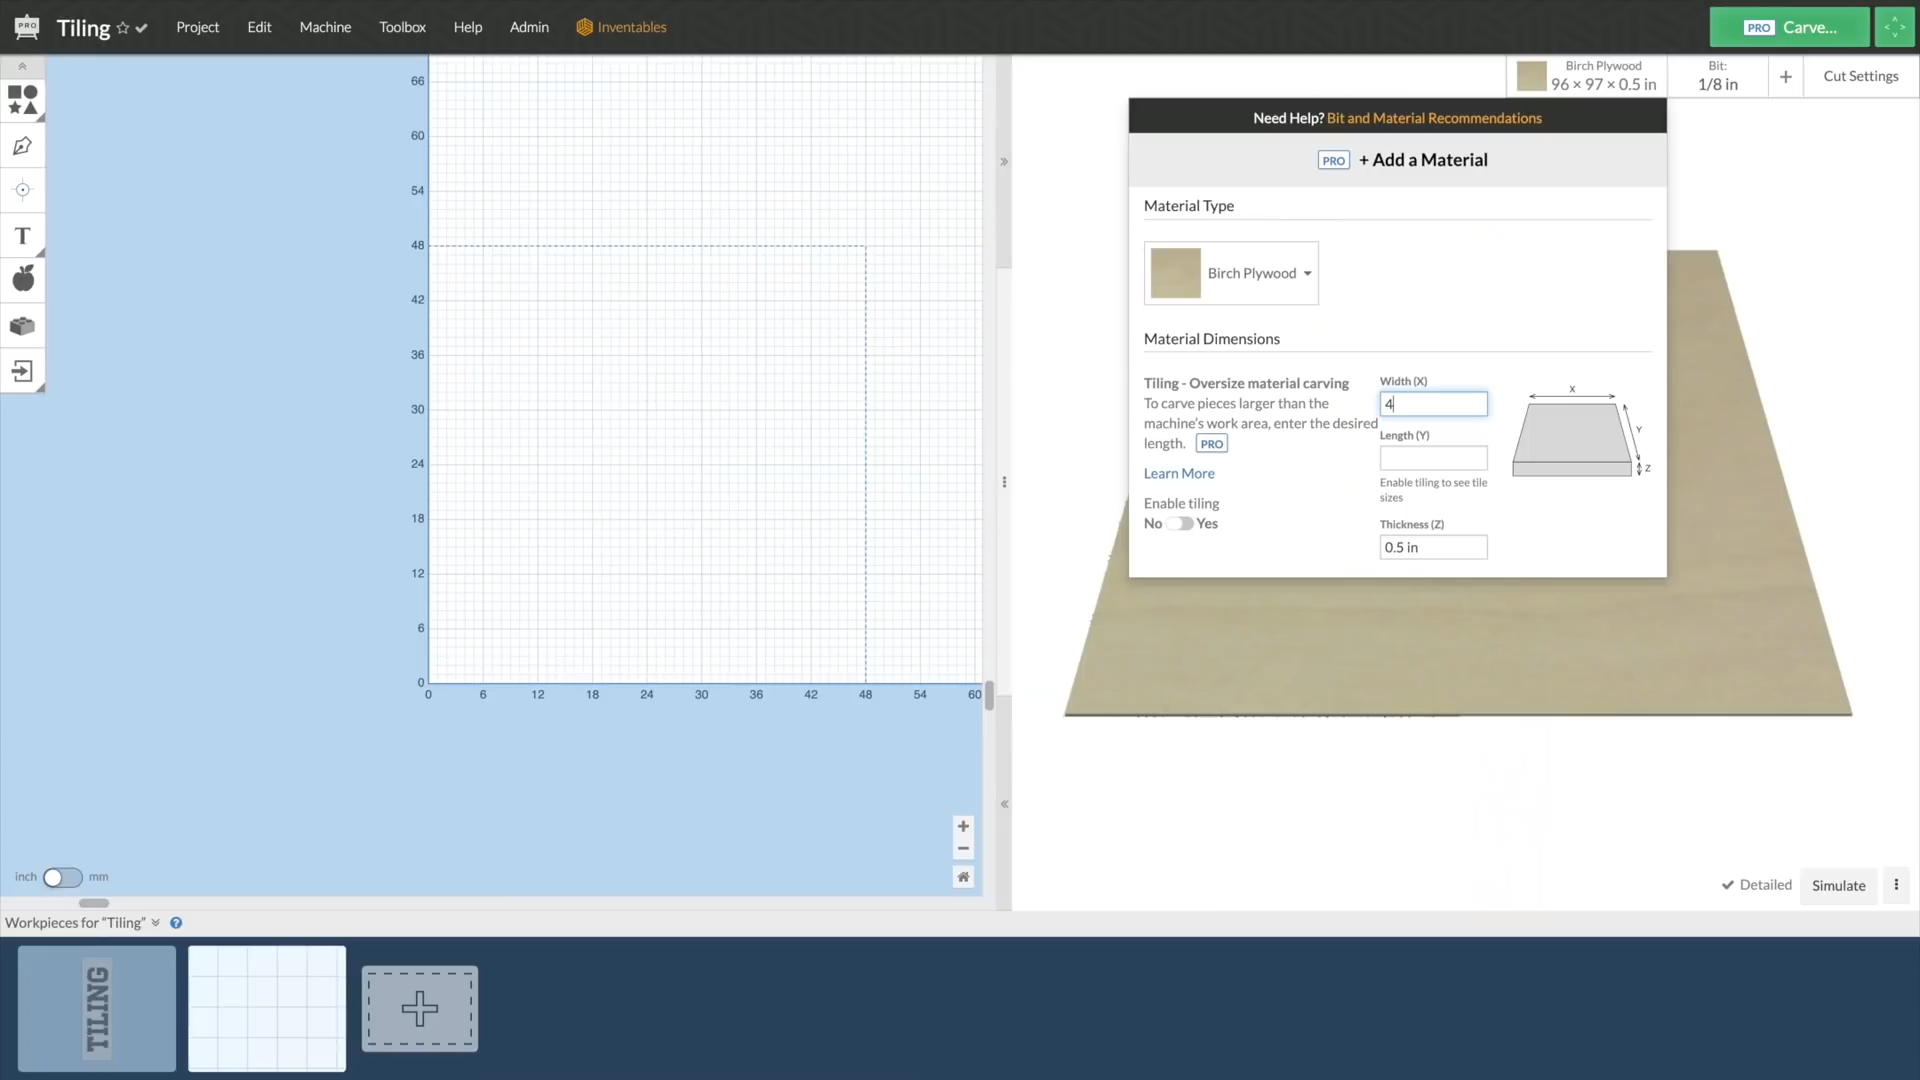 PRO
Tiling
Project
Edit
Machine
Toolbox
Help
Admin
Inventables
PRO Carve...
Birch Plywood
96 × 97 × 0.5 in
Bit:
1/8 in
+
Cut Settings
Need Help? Bit and Material Recommendations
PRO + Add a Material
Material Type
Birch Plywood
Material Dimensions
Tiling - Oversize material carving
To carve pieces larger than the
machine's work area, enter the desired
length. PRO
Learn More
Enable tiling
No Yes
Width (X)
4
Length (Y)
Enable tiling to see tile
sizes
Thickness (Z)
0.5 in
X
Y
Z
T
66
60
54
48
42
36
30
24
18
12
6
0
0 6 12 18 24 30 36 42 48 54 60
inch mm
Detailed
Simulate
Workpieces for "Tiling" ?
TILING